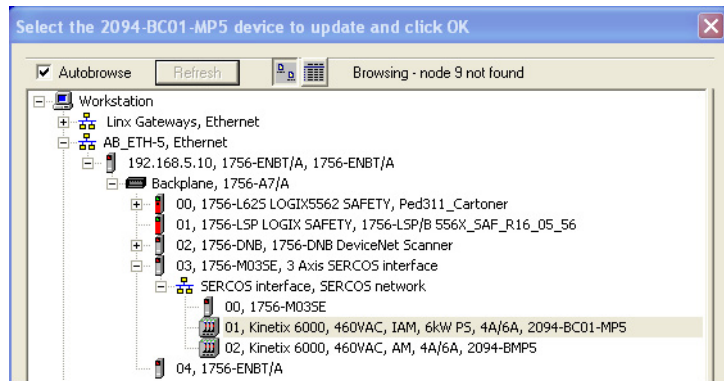 Select the 2094-BC01-MP5 device to update and click OK
Autobrowse Refresh Browsing - node 9 not found
Workstation
Linx Gateways, Ethernet
AB_ETH-5, Ethernet
192.168.5.10, 1756-ENBT/A, 1756-ENBT/A
Backplane, 1756-A7/A
00, 1756-L62S LOGIX5562 SAFETY, Ped311_Cartoner
01, 1756-LSP LOGIX SAFETY, 1756-LSP/B 556X_SAF_R16_05_56
02, 1756-DNB, 1756-DNB DeviceNet Scanner
03, 1756-M03SE, 3 Axis SERCOS interface
SERCOS interface, SERCOS network
00, 1756-M03SE
01, Kinetix 6000, 460VAC, IAM, 6kW PS, 4A/6A, 2094-BC01-MP5
02, Kinetix 6000, 460VAC, AM, 4A/6A, 2094-BMP5
04, 1756-ENBT/A